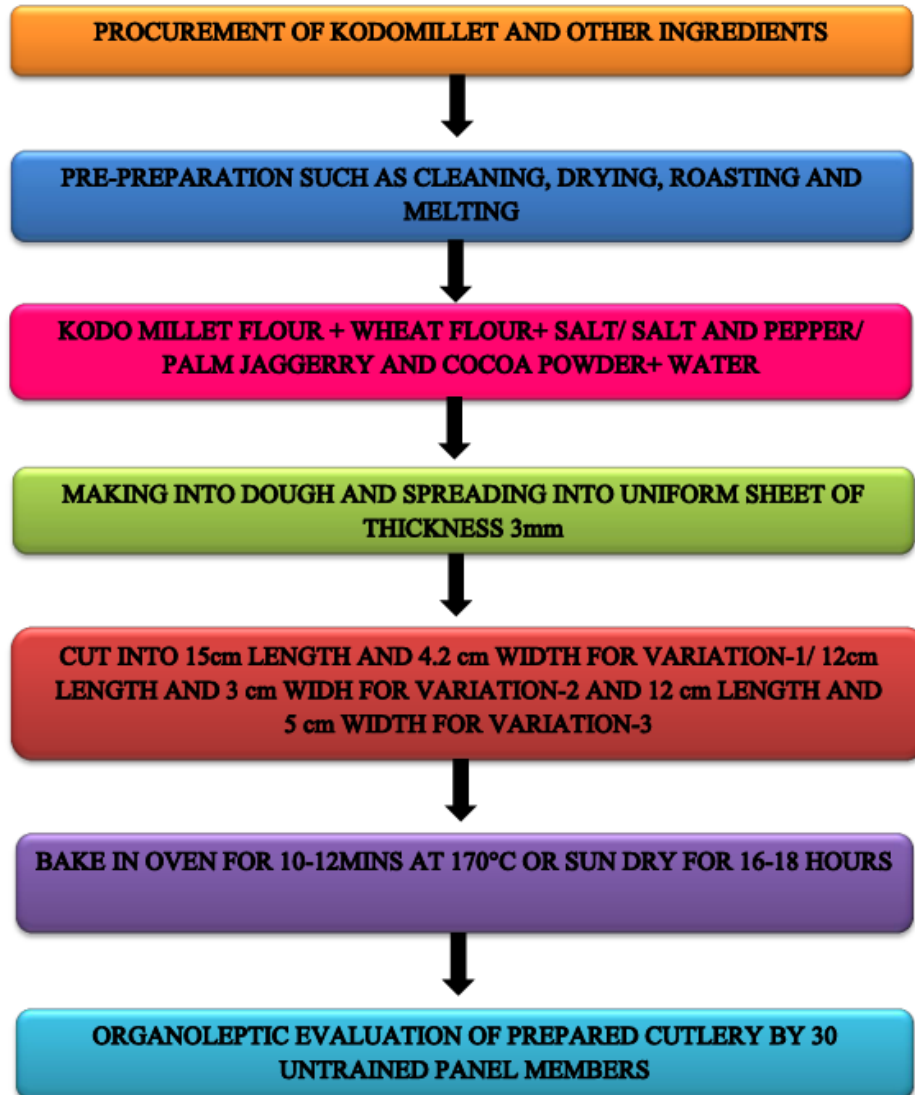 PROCUREMENT OF KODOMILLET AND OTHER INGREDIENTS
PRE-PREPARATION SUCH AS CLEANING, DRYING, ROASTING AND
MELTING
KODO MILLET FLOUR + WHEAT FLOUR+ SALT/ SALT AND PEPPER/
PALM JAGGERRY AND COCOA POWDER+ WATER
MAKING INTO DOUGH AND SPREADING INTO UNIFORM SHEET OF
THICKNESS 3mm
CUT INTO 15cm LENGTH AND 4.2 cm WIDTH FOR VARIATION-1/ 12cm
LENGTH AND 3 cm WIDH FOR VARIATION-2 AND 12 cm LENGTH AND
5 cm WIDTH FOR VARIATION-3
BAKE IN OVEN FOR 10-12MINS AT 170°C OR SUN DRY FOR 16-18 HOURS
ORGANOLEPTIC EVALUATION OF PREPARED CUTLERY BY 30
UNTRAINED PANEL MEMBERS